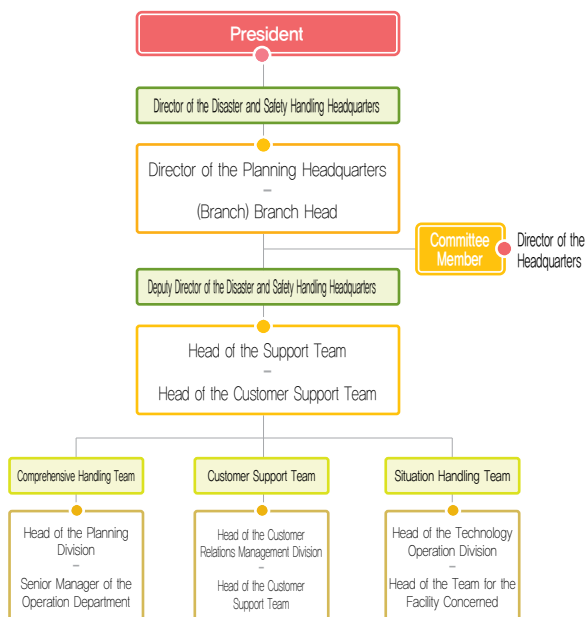 President
Director of the Disaster and Safety Handling Headquarters
Director of the Planning Headquarters
–
(Branch) Branch Head
Committee
Member
Director of the
Headquarters
Deputy Director of the Disaster and Safety Handling Headquarters
Head of the Support Team
–
Head of the Customer Support Team
Comprehensive Handling Team
Head of the Planning
Division
–
Senior Manager of the
Operation Department
Customer Support Team
Head of the Customer
Relations Management Division
–
Head of the Customer
Support Team
Situation Handling Team
Head of the Technology
Operation Division
–
Head of the Team for the
Facility Concerned